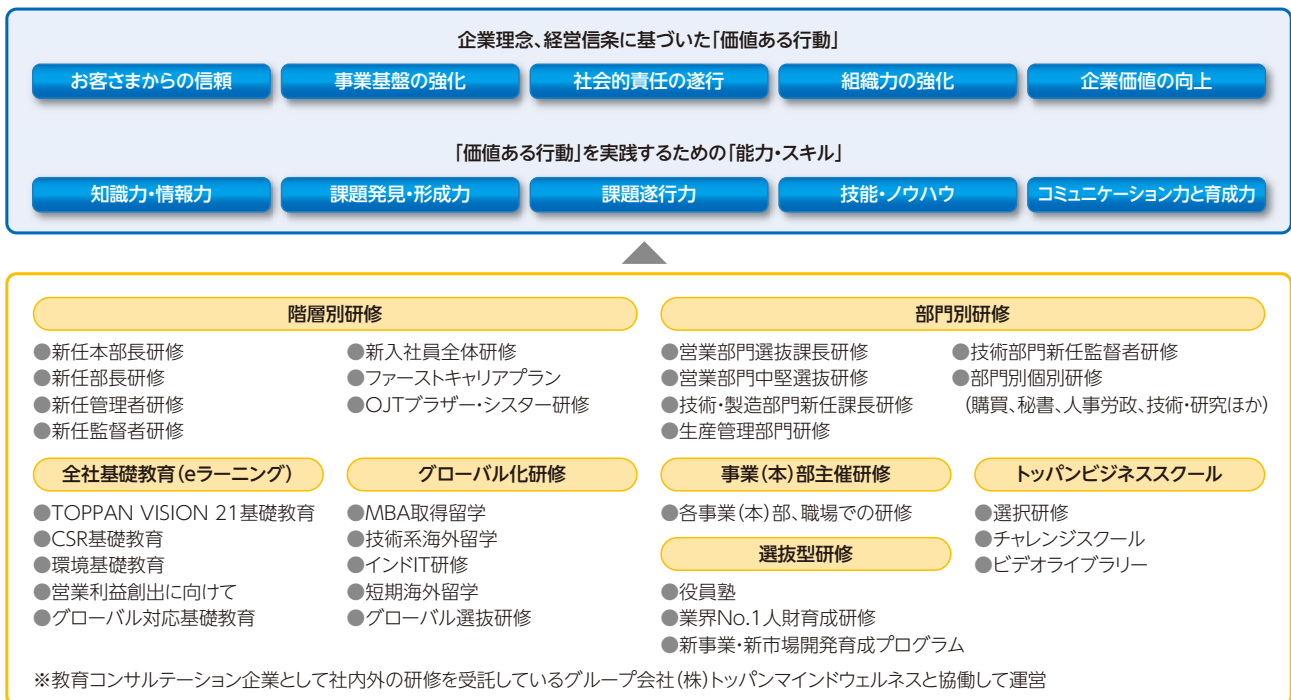 企業理念、経営信条に基づいた「価値ある行動」
お客さまからの信頼
事業基盤の強化
社会的責任の遂行
組織力の強化
企業価値の向上
「価値ある行動」を実践するための「能力・スキル」
知識力・情報力
課題発見・形成力
課題遂行力
技能・ノウハウ
コミュニケーション力と育成力
階層別研修
●新任本部長研修
●新任部長研修
●新任管理者研修
●新任監督者研修
●新入社員全体研修
●ファーストキャリアプラン
●OJTブラザー・シスター研修
部門別研修
●営業部門選抜課長研修
●営業部門中堅選抜研修
●技術・製造部門新任課長研修
●生産管理部門研修
●技術部門新任監督者研修
●部門別個別研修
(購買、秘書、人事労政、技術・研究ほか)
全社基礎教育(eラーニング)
●TOPPAN VISION 21基礎教育
●CSR基礎教育
●環境基礎教育
●営業利益創出に向けて
●グローバル対応基礎教育
グローバル化研修
●MBA取得留学
●技術系海外留学
●インドIT研修
●短期海外留学
●グローバル選抜研修
事業(本)部主催研修
●各事業(本)部、職場での研修
選抜型研修
●役員塾
●業界No.1人財育成研修
●新事業・新市場開発育成プログラム
トッパンビジネススクール
●選択研修
●チャレンジスクール
●ビデオライブラリー
※教育コンサルテーション企業として社内外の研修を受託しているグループ会社(株)トッパンマインドウェルネスと協働して運営